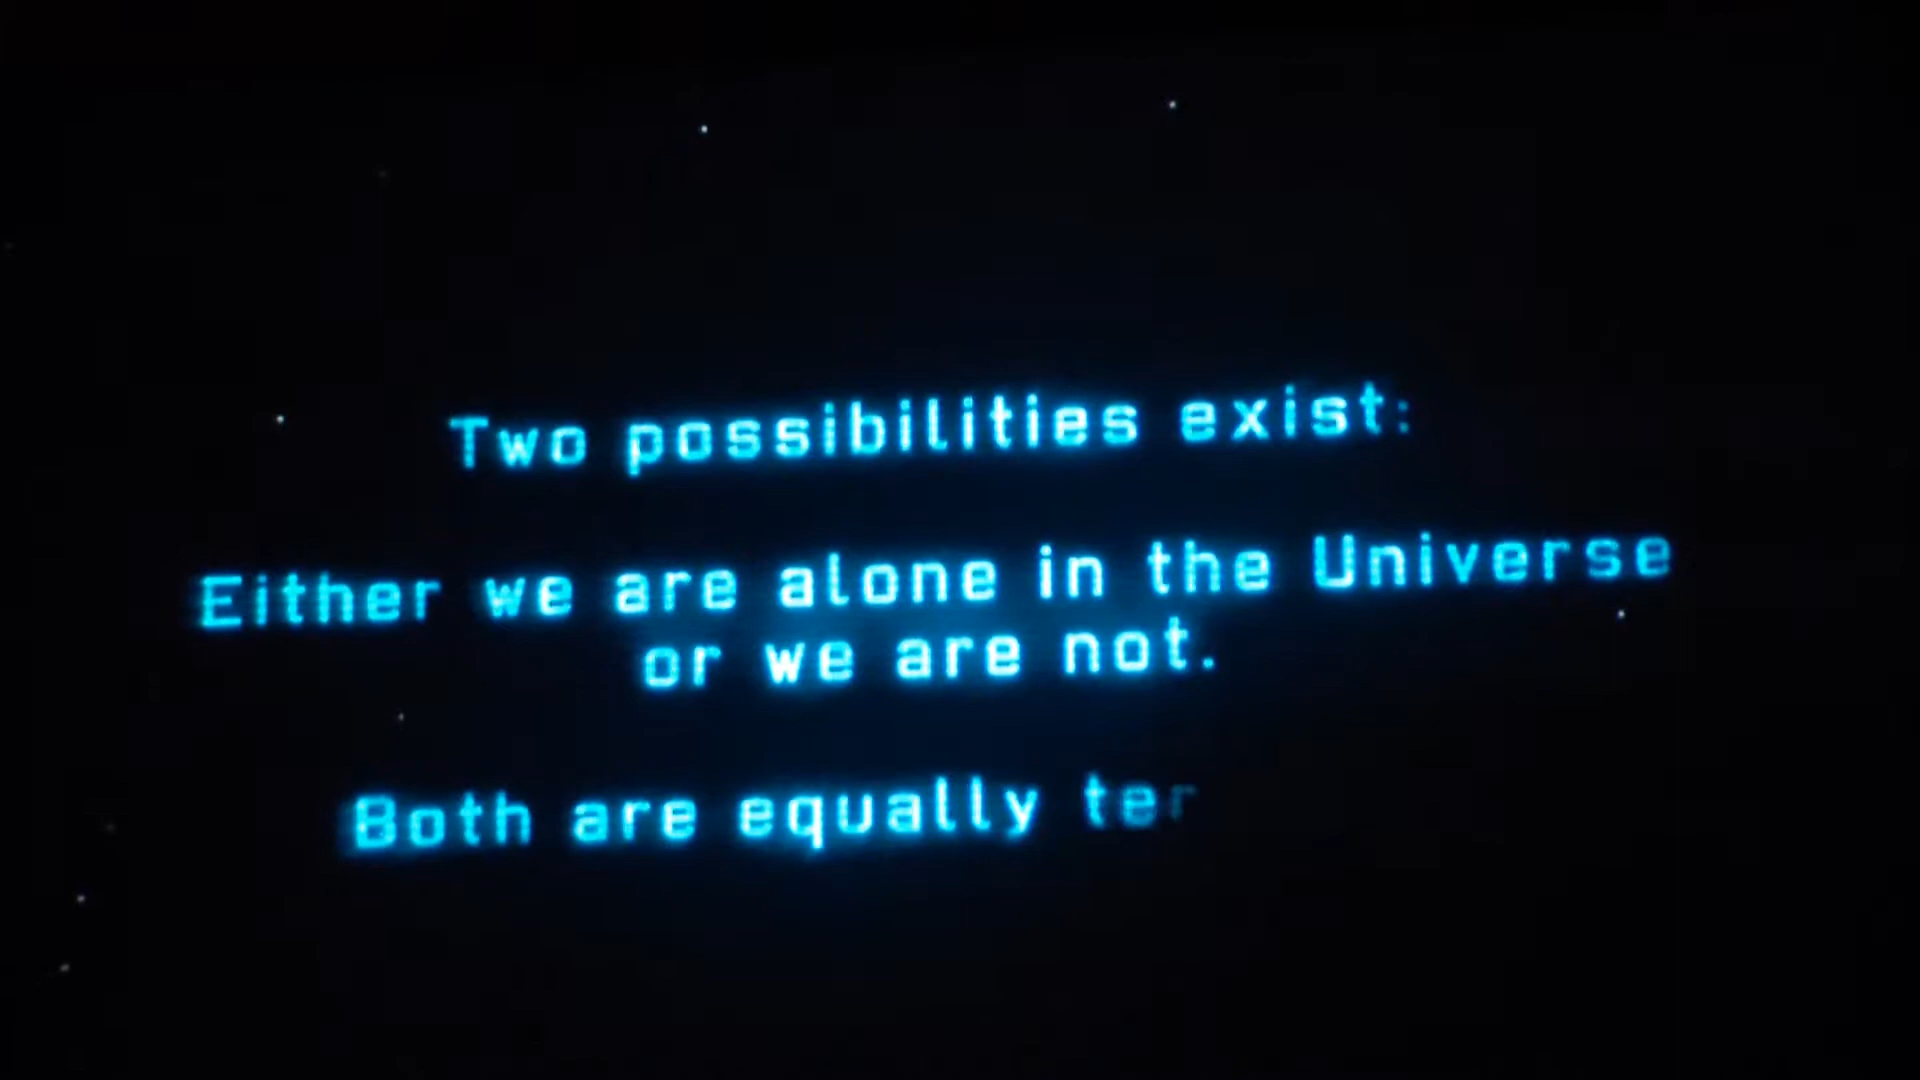 Two possibilities exist:
Either we are alone in the Universe
or we are not.
Both are equally ter